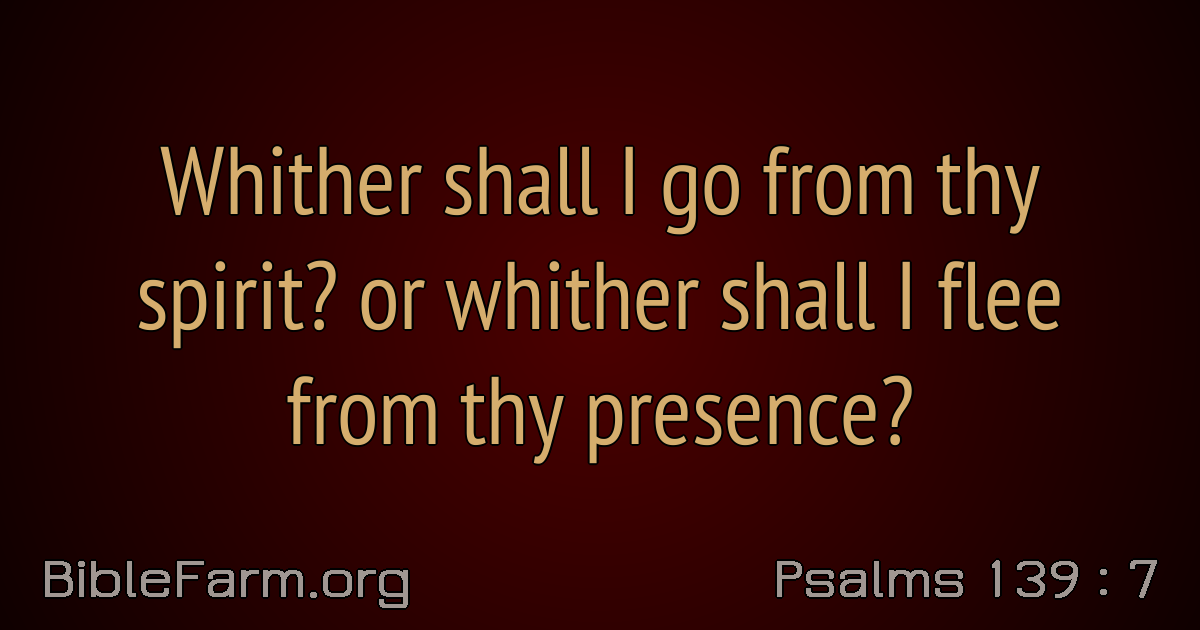 Whither shall I go from thy
spirit? or whither shall I flee
from thy presence?
BibleFarm.org
Psalms 139 : 7